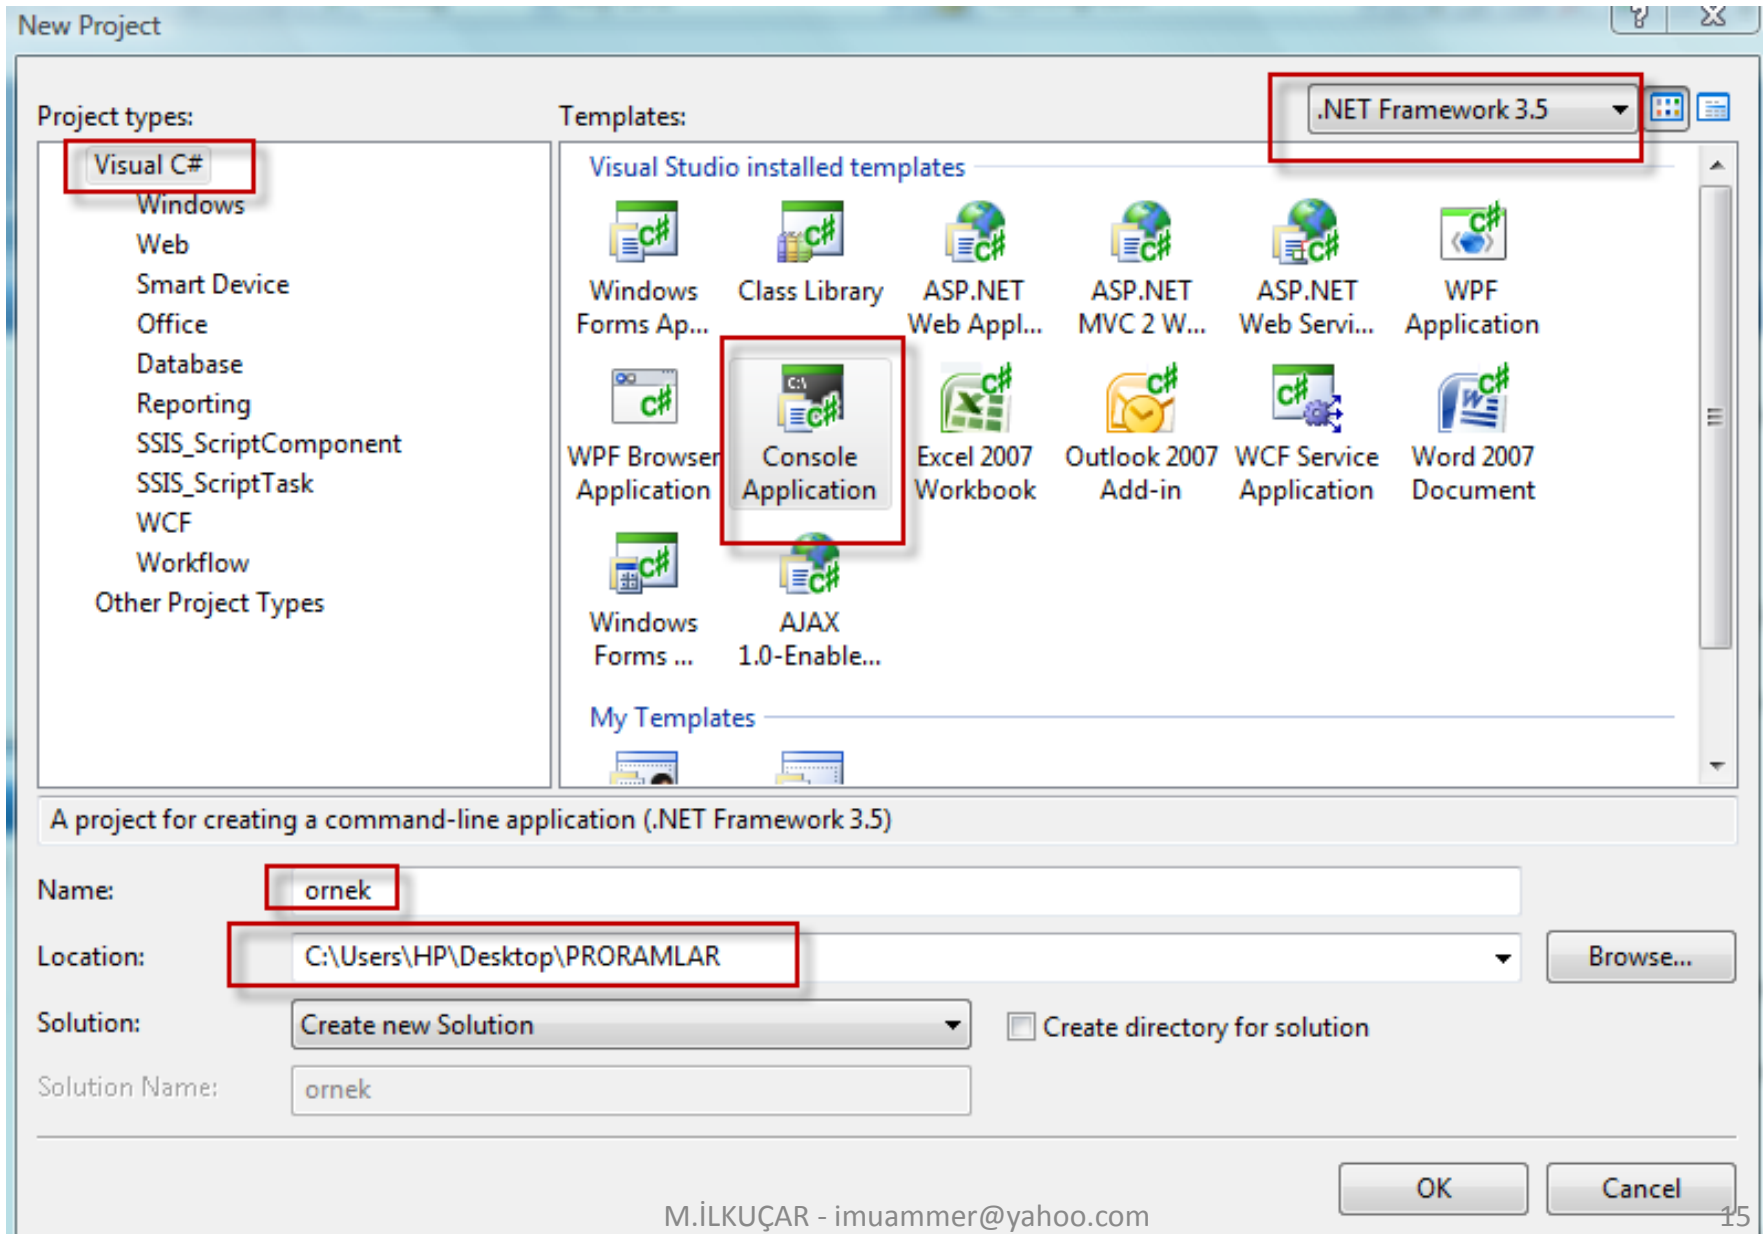 New Project
Project types:
Templates:
.NET Framework 3.5
Visual C#
Windows
Web
Smart Device
Office
Database
Reporting
SSIS_ScriptComponent
SSIS_ScriptTask
WCF
Workflow
Other Project Types
Visual Studio installed templates
Windows Forms Ap...
Class Library
ASP.NET Web Appl...
ASP.NET MVC 2 W...
ASP.NET Web Servi...
WPF Application
WPF Browser Application
Console Application
Excel 2007 Workbook
Outlook 2007 Add-in
WCF Service Application
Word 2007 Document
Windows Forms ...
AJAX 1.0-Enable...
My Templates
A project for creating a command-line application (.NET Framework 3.5)
Name:
ornek
Location:
C:\Users\HP\Desktop\PRORAMLAR
Browse...
Solution:
Create new Solution
Create directory for solution
Solution Name:
ornek
OK
Cancel
M.İLKUÇAR - imuammer@yahoo.com
15